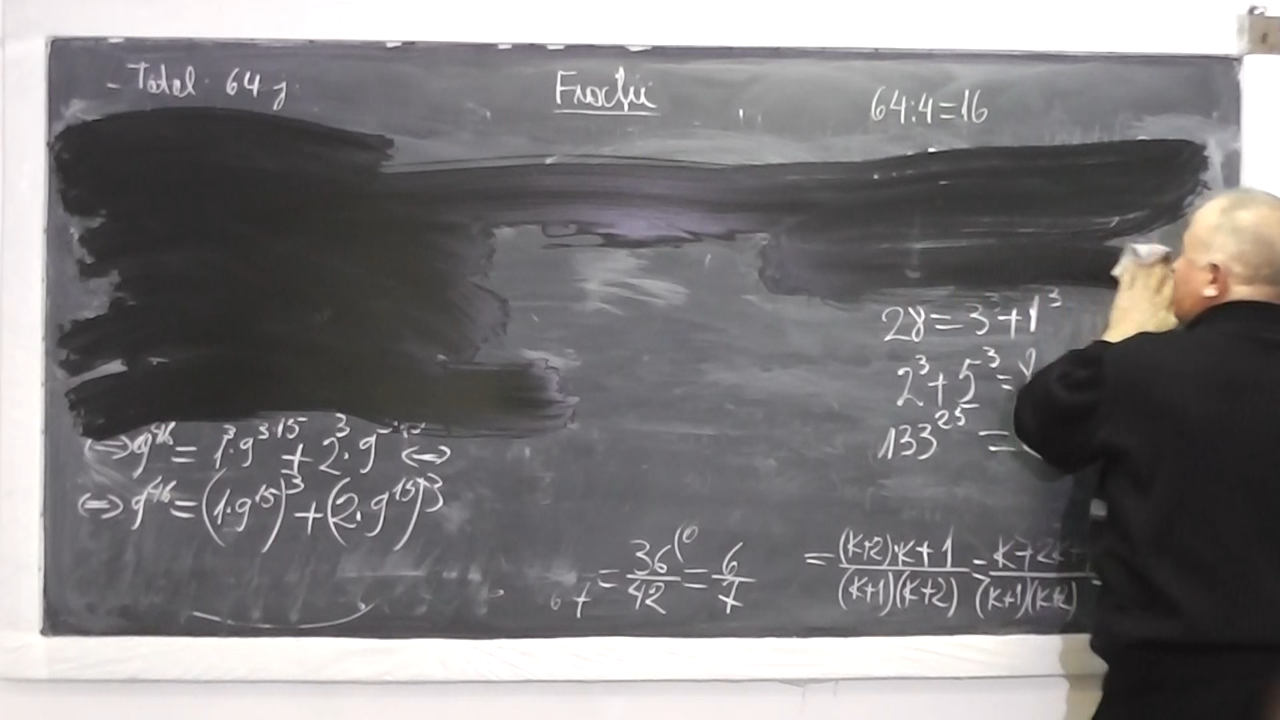 - Total 64 j.
Fracții
64:4=16
28=3³+1³
2³+5³=
133²⁵ =
⇔ 9⁴⁶ = 1³·9³·¹⁵ + 2³·9 ⇔
⇔ 9⁴⁶ = (1·9¹⁵)³ + (2·9¹⁵)³
= 36/42 = 6/7
= (k+2)·k+1/(k+1)(k+2) = k²+2k+1/(k+1)(k+2) =